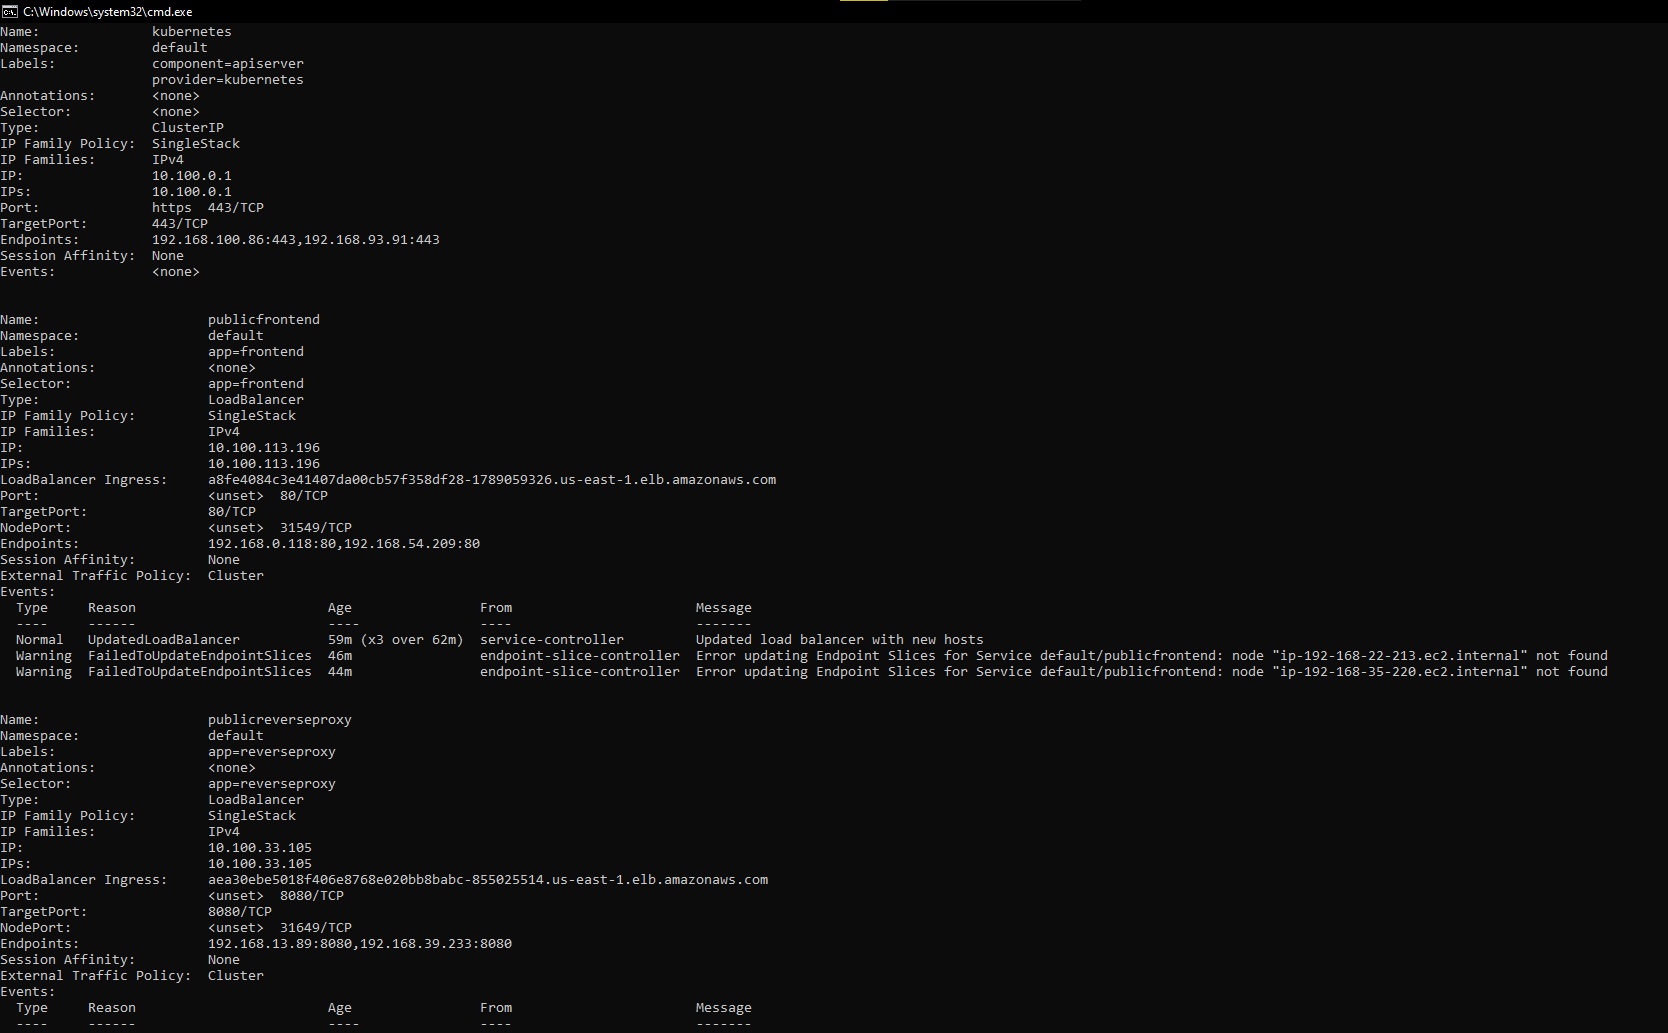 C:\Windows\system32\cmd.exe
Name:              kubernetes
Namespace:         default
Labels:            component=apiserver
                   provider=kubernetes
Annotations:       <none>
Selector:          <none>
Type:              ClusterIP
IP Family Policy:  SingleStack
IP Families:       IPv4
IP:                10.100.0.1
IPs:               10.100.0.1
Port:              https  443/TCP
TargetPort:        443/TCP
Endpoints:         192.168.100.86:443,192.168.93.91:443
Session Affinity:  None
Events:            <none>
Name:                     publicfrontend
Namespace:                default
Labels:                   app=frontend
Annotations:              <none>
Selector:                 app=frontend
Type:                     LoadBalancer
IP Family Policy:         SingleStack
IP Families:              IPv4
IP:                       10.100.113.196
IPs:                      10.100.113.196
LoadBalancer Ingress:     a8fe4084c3e41407da00cb57f358df28-1789059326.us-east-1.elb.amazonaws.com
Port:                     <unset>  80/TCP
TargetPort:               80/TCP
NodePort:                 <unset>  31549/TCP
Endpoints:                192.168.0.118:80,192.168.54.209:80
Session Affinity:         None
External Traffic Policy:  Cluster
Events:
  Type     Reason                        Age                From                       Message
  ----     ------                        ----               ----                       -------
  Normal   UpdatedLoadBalancer           59m (x3 over 62m)  service-controller         Updated load balancer with new hosts
  Warning  FailedToUpdateEndpointSlices  46m                endpoint-slice-controller  Error updating Endpoint Slices for Service default/publicfrontend: node "ip-192-168-22-213.ec2.internal" not found
  Warning  FailedToUpdateEndpointSlices  44m                endpoint-slice-controller  Error updating Endpoint Slices for Service default/publicfrontend: node "ip-192-168-35-220.ec2.internal" not found
Name:                     publicreverseproxy
Namespace:                default
Labels:                   app=reverseproxy
Annotations:              <none>
Selector:                 app=reverseproxy
Type:                     LoadBalancer
IP Family Policy:         SingleStack
IP Families:              IPv4
IP:                       10.100.33.105
IPs:                      10.100.33.105
LoadBalancer Ingress:     aea30ebe5018f406e8768e020bb8babc-855025514.us-east-1.elb.amazonaws.com
Port:                     <unset>  8080/TCP
TargetPort:               8080/TCP
NodePort:                 <unset>  31649/TCP
Endpoints:                192.168.13.89:8080,192.168.39.233:8080
Session Affinity:         None
External Traffic Policy:  Cluster
Events:
  Type     Reason                        Age                From                       Message
  ----     ------                        ----               ----                       -------